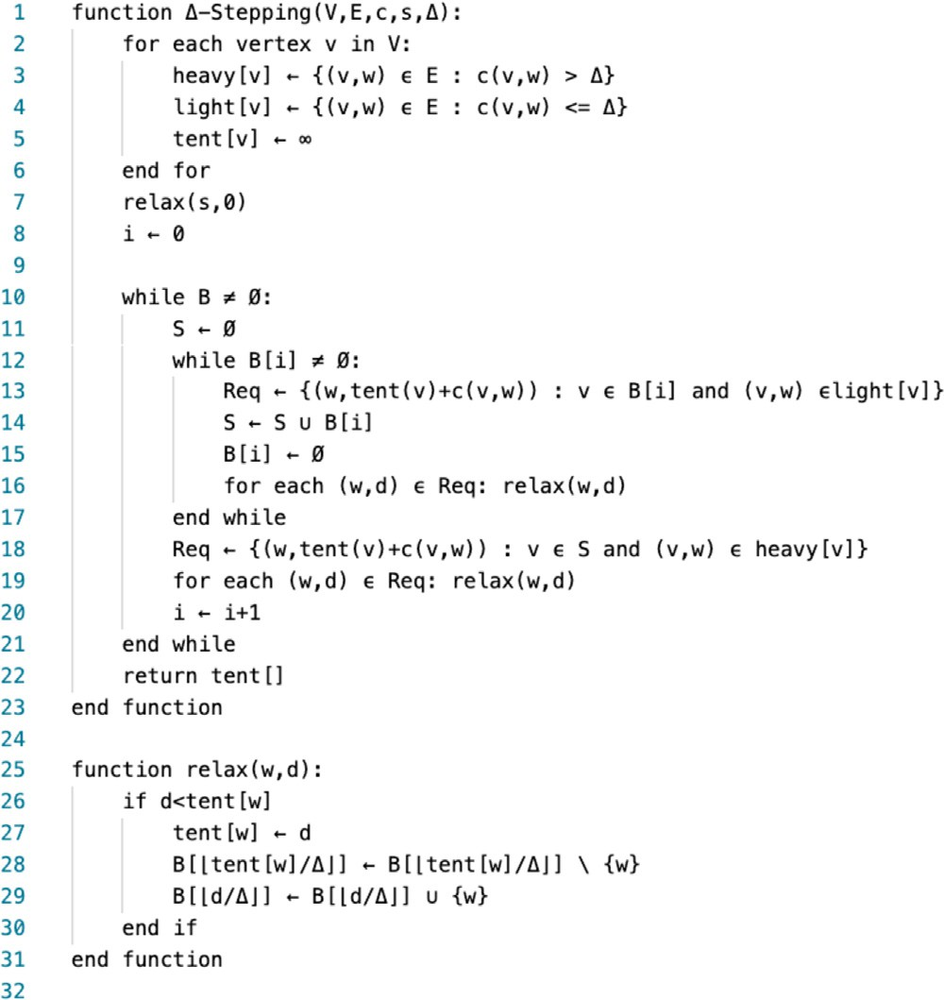 1 function Δ-Stepping(V,E,c,s,Δ):
2 for each vertex v in V:
3 heavy[v] ← {(v,w) ϵ E : c(v,w) > Δ}
4 light[v] ← {(v,w) ϵ E : c(v,w) <= Δ}
5 tent[v] ← ∞
6 end for
7 relax(s,0)
8 i ← 0
9
10 while B ≠ Ø:
11 S ← Ø
12 while B[i] ≠ Ø:
13 Req ← {(w,tent(v)+c(v,w)) : v ϵ B[i] and (v,w) ϵlight[v]}
14 S ← S ∪ B[i]
15 B[i] ← Ø
16 for each (w,d) ϵ Req: relax(w,d)
17 end while
18 Req ← {(w,tent(v)+c(v,w)) : v ϵ S and (v,w) ϵ heavy[v]}
19 for each (w,d) ϵ Req: relax(w,d)
20 i ← i+1
21 end while
22 return tent[]
23 end function
24
25 function relax(w,d):
26 if d<tent[w]
27 tent[w] ← d
28 B[⌊tent[w]/Δ⌋] ← B[⌊tent[w]/Δ⌋] \ {w}
29 B[⌊d/Δ⌋] ← B[⌊d/Δ⌋] ∪ {w}
30 end if
31 end function
32